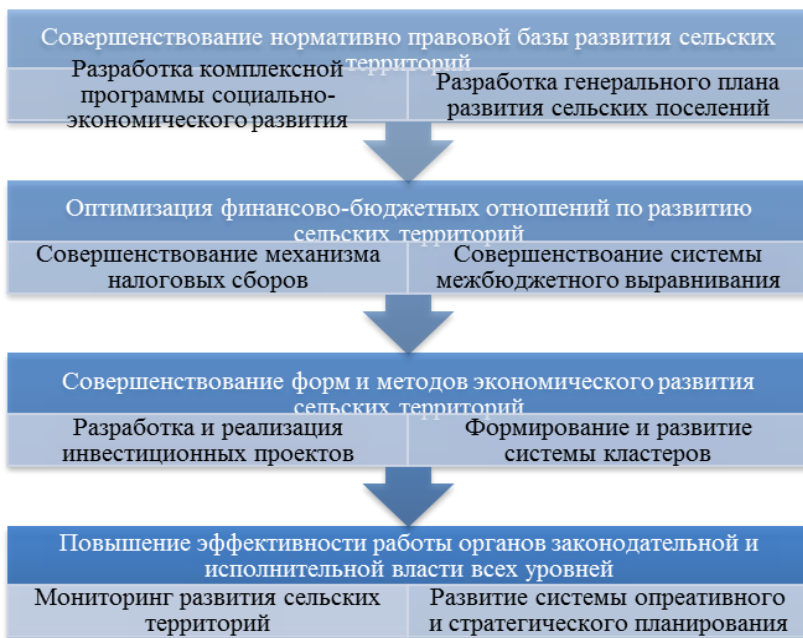 Совершенствование нормативно правовой базы развития сельских
территорий
Разработка комплексной
программы социально-
экономического развития
Разработка генерального плана
развития сельских поселений
Оптимизация финансово-бюджетных отношений по развитию
сельских территорий
Совершенствование механизма
налоговых сборов
Совершенствоание системы
межбюджетного выравнивания
Совершенствование форм и методов экономического развития
сельских территорий
Разработка и реализация
инвестиционных проектов
Формирование и развитие
системы кластеров
Повышение эффективности работы органов законодательной и
исполнительной власти всех уровней
Мониторинг развития сельских
территорий
Развитие системы опреативного
и стратегического планирования